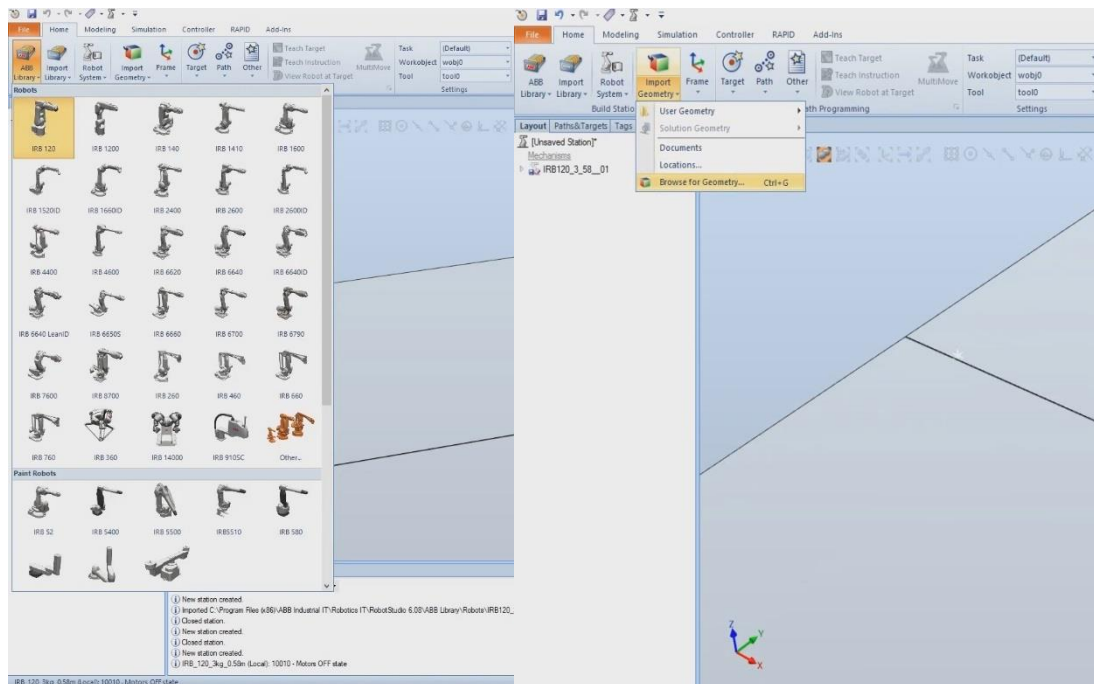 File Home Modeling Simulation Controller RAPID Add-Ins
ABB Library
Import Library
Robot System
Import Geometry
Frame
Target
Path
Other
Teach Target
Teach Instruction
View Robot at Target
MultiMove
Task (Default)
Workobject wobj0
Tool tool0
Settings
Robots
IRB 120 IRB 1200 IRB 140 IRB 1410 IRB 1600
IRB 1520ID IRB 1660ID IRB 2400 IRB 2600 IRB 2600ID
IRB 4400 IRB 4600 IRB 6620 IRB 6640 IRB 6640ID
IRB 6640 LeanID IRB 6650S IRB 6660 IRB 6700 IRB 6790
IRB 7600 IRB 8700 IRB 260 IRB 460 IRB 660
IRB 760 IRB 360 IRB 14000 IRB 910SC Other...
Paint Robots
IRB 52 IRB 5400 IRB 5500 IRB5510 IRB 580
New station created.
Imported C:\Program Files (x86)\ABB Industrial IT\Robotics IT\RobotStudio 6.08\ABB Library\Robots\IRB120_
Closed station.
New station created.
Closed station.
New station created.
IRB_120_3kg_0.58m (Local): 10010 - Motors OFF state
IRB_120_3kg_0.58m (Local): 10010 - Motors OFF state
File Home Modeling Simulation Controller RAPID Add-Ins
ABB Library
Import Library
Robot System
Import Geometry
Frame
Target
Path
Other
Teach Target
Teach Instruction
View Robot at Target
MultiMove
Task (Default)
Workobject wobj0
Tool tool0
Build Statio
ath Programming
Settings
Layout Paths&Targets Tags
[Unsaved Station]*
Mechanisms
IRB120_3_58__01
User Geometry
Solution Geometry
Documents
Locations...
Browse for Geometry... Ctrl+G
Z
Y
X